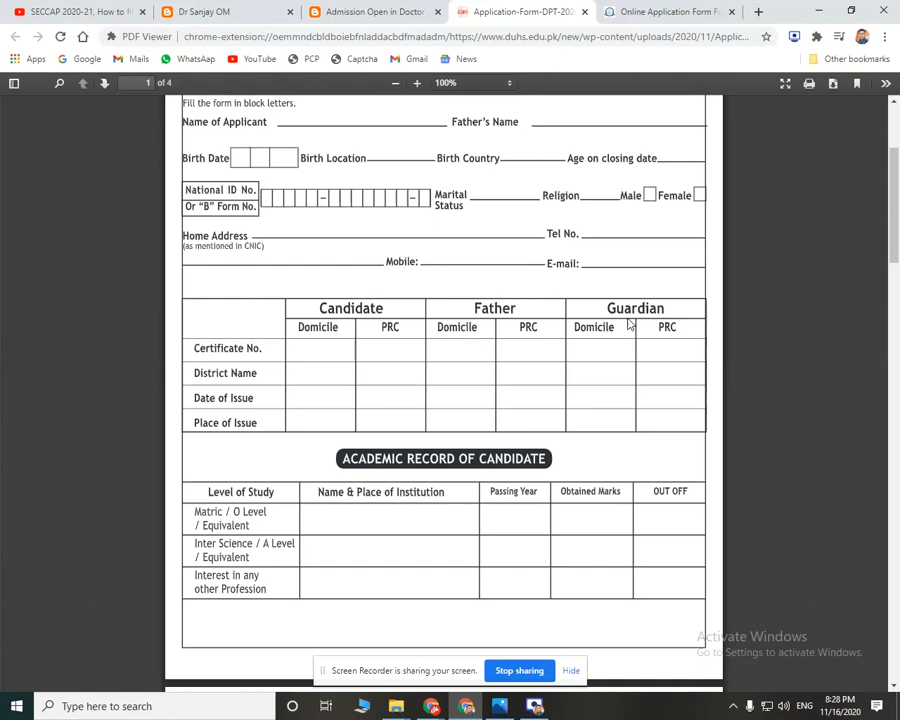 SECCAP 2020-21, How to fi
Dr Sanjay OM
Admission Open in Doctor
Application-Form-DPT-202
Online Application Form Fo
PDF Viewer | chrome-extension://oemmndcbldboiebfnladdacbdfmadadm/https://www.duhs.edu.pk/new/wp-content/uploads/2020/11/Applic...
Apps
Google
Mails
WhatsApp
YouTube
PCP
Captcha
Gmail
News
Other bookmarks
1 of 4
100%
Fill the form in block letters.
Name of Applicant Father's Name
Birth Date Birth Location Birth Country Age on closing date
National ID No.
Or "B" Form No.
Marital
Status
Religion Male Female
Home Address Tel No.
(as mentioned in CNIC)
Mobile: E-mail:
Candidate Father Guardian
Domicile PRC Domicile PRC Domicile PRC
Certificate No.
District Name
Date of Issue
Place of Issue
ACADEMIC RECORD OF CANDIDATE
Level of Study Name & Place of Institution Passing Year Obtained Marks OUT OFF
Matric / O Level
/ Equivalent
Inter Science / A Level
/ Equivalent
Interest in any
other Profession
Activate Windows
Go to Settings to activate Windows.
Screen Recorder is sharing your screen. Stop sharing Hide
Type here to search
ENG
8:28 PM
11/16/2020